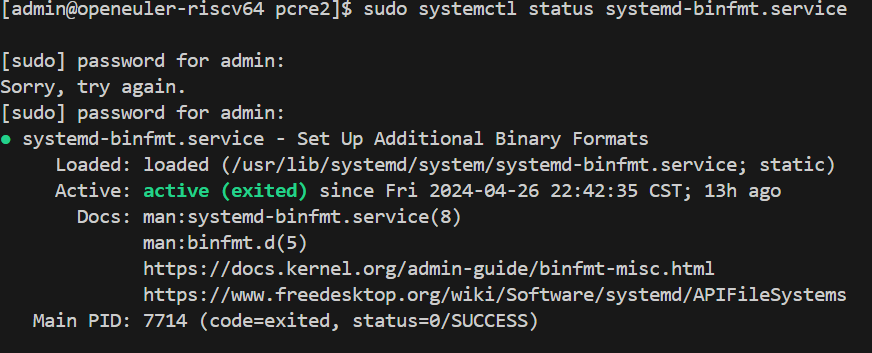 [admin@openeuler-riscv64 pcre2]$ sudo systemctl status systemd-binfmt.service
[sudo] password for admin:
Sorry, try again.
[sudo] password for admin:
● systemd-binfmt.service - Set Up Additional Binary Formats
Loaded: loaded (/usr/lib/systemd/system/systemd-binfmt.service; static)
Active: active (exited) since Fri 2024-04-26 22:42:35 CST; 13h ago
Docs: man:systemd-binfmt.service(8)
man:binfmt.d(5)
https://docs.kernel.org/admin-guide/binfmt-misc.html
https://www.freedesktop.org/wiki/Software/systemd/APIFileSystems
Main PID: 7714 (code=exited, status=0/SUCCESS)